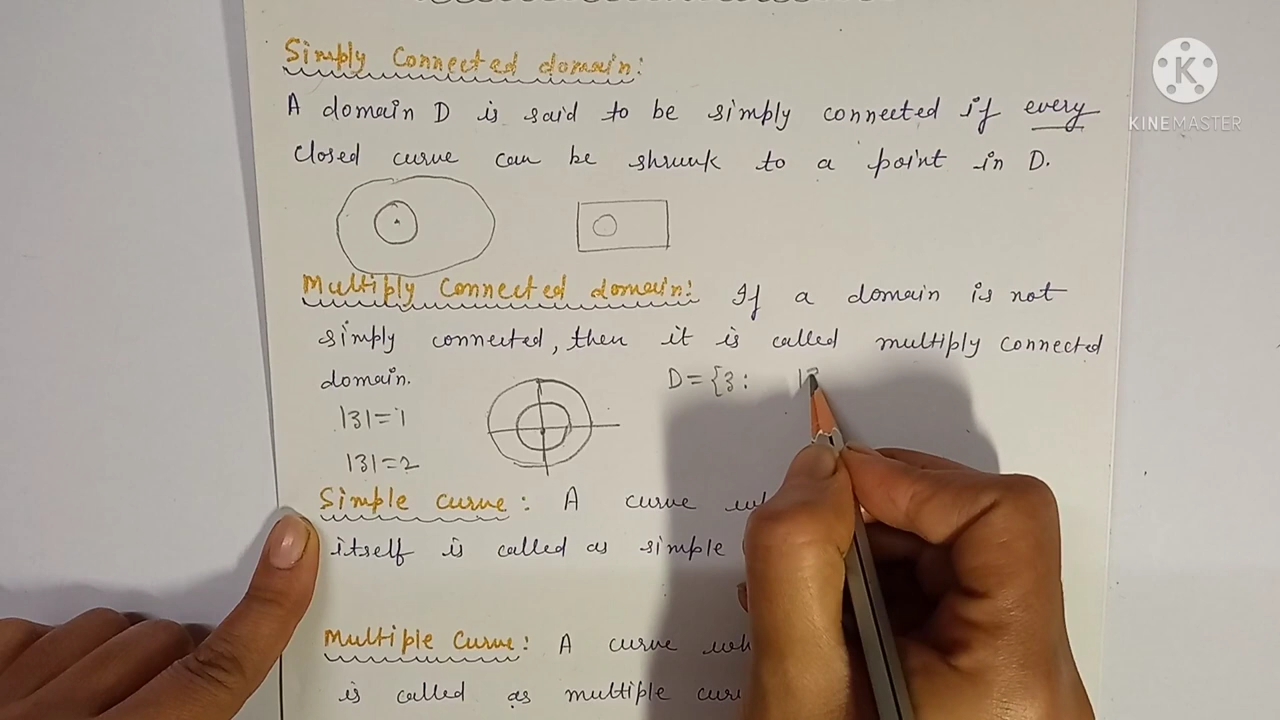 Simply Connected domain:
KINEMASTER
A domain D is said to be simply connected if every
closed curve can be shrunk to a point in D.
Multiply Connected domain: If a domain is not
simply connected, then it is called multiply connected
domain.
D={z:
|z|=1
|z|=2
Simple curve: A curve
itself is called as simple
Multiple Curve: A curve
is called as multiple